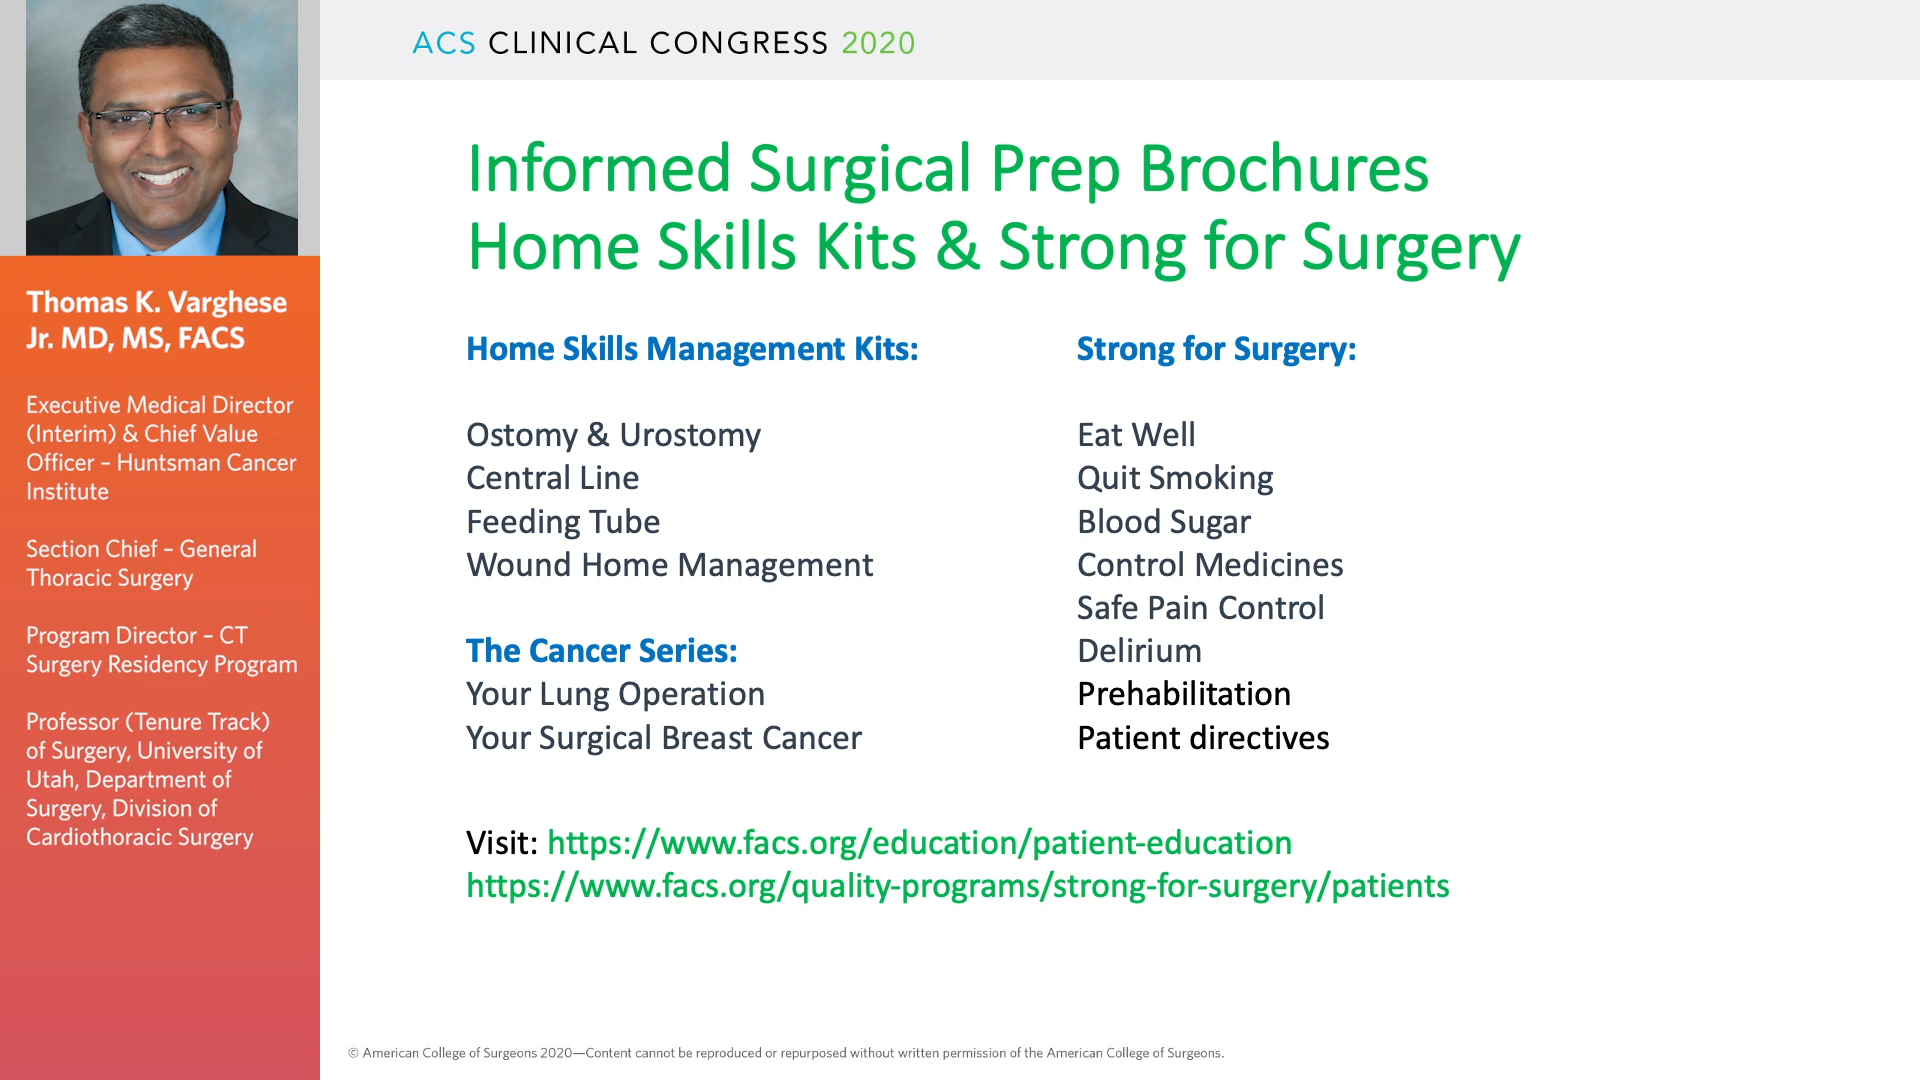 ACS CLINICAL CONGRESS 2020
Thomas K. Varghese
Jr. MD, MS, FACS
Executive Medical Director
(Interim) & Chief Value
Officer – Huntsman Cancer
Institute
Section Chief – General
Thoracic Surgery
Program Director – CT
Surgery Residency Program
Professor (Tenure Track)
of Surgery, University of
Utah, Department of
Surgery, Division of
Cardiothoracic Surgery
Informed Surgical Prep Brochures
Home Skills Kits & Strong for Surgery
Home Skills Management Kits:
Ostomy & Urostomy
Central Line
Feeding Tube
Wound Home Management
The Cancer Series:
Your Lung Operation
Your Surgical Breast Cancer
Strong for Surgery:
Eat Well
Quit Smoking
Blood Sugar
Control Medicines
Safe Pain Control
Delirium
Prehabilitation
Patient directives
Visit: https://www.facs.org/education/patient-education
https://www.facs.org/quality-programs/strong-for-surgery/patients
© American College of Surgeons 2020—Content cannot be reproduced or repurposed without written permission of the American College of Surgeons.